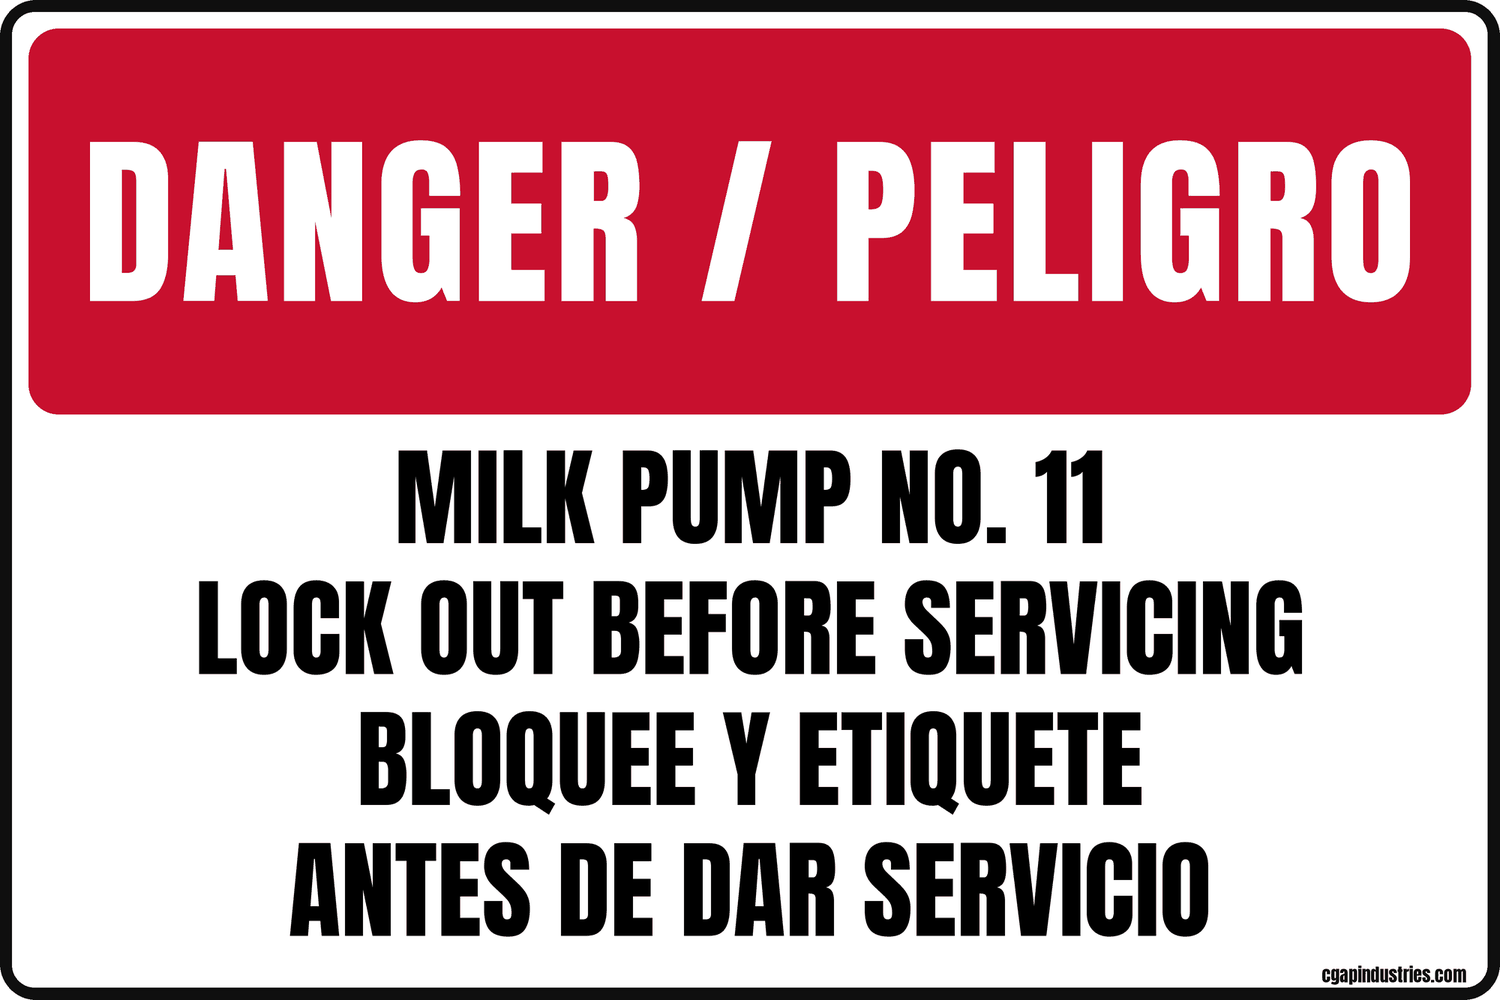 DANGER / PELIGRO
MILK PUMP NO. 11
LOCK OUT BEFORE SERVICING
BLOQUEE Y ETIQUETE
ANTES DE DAR SERVICIO
cgapindustries.com